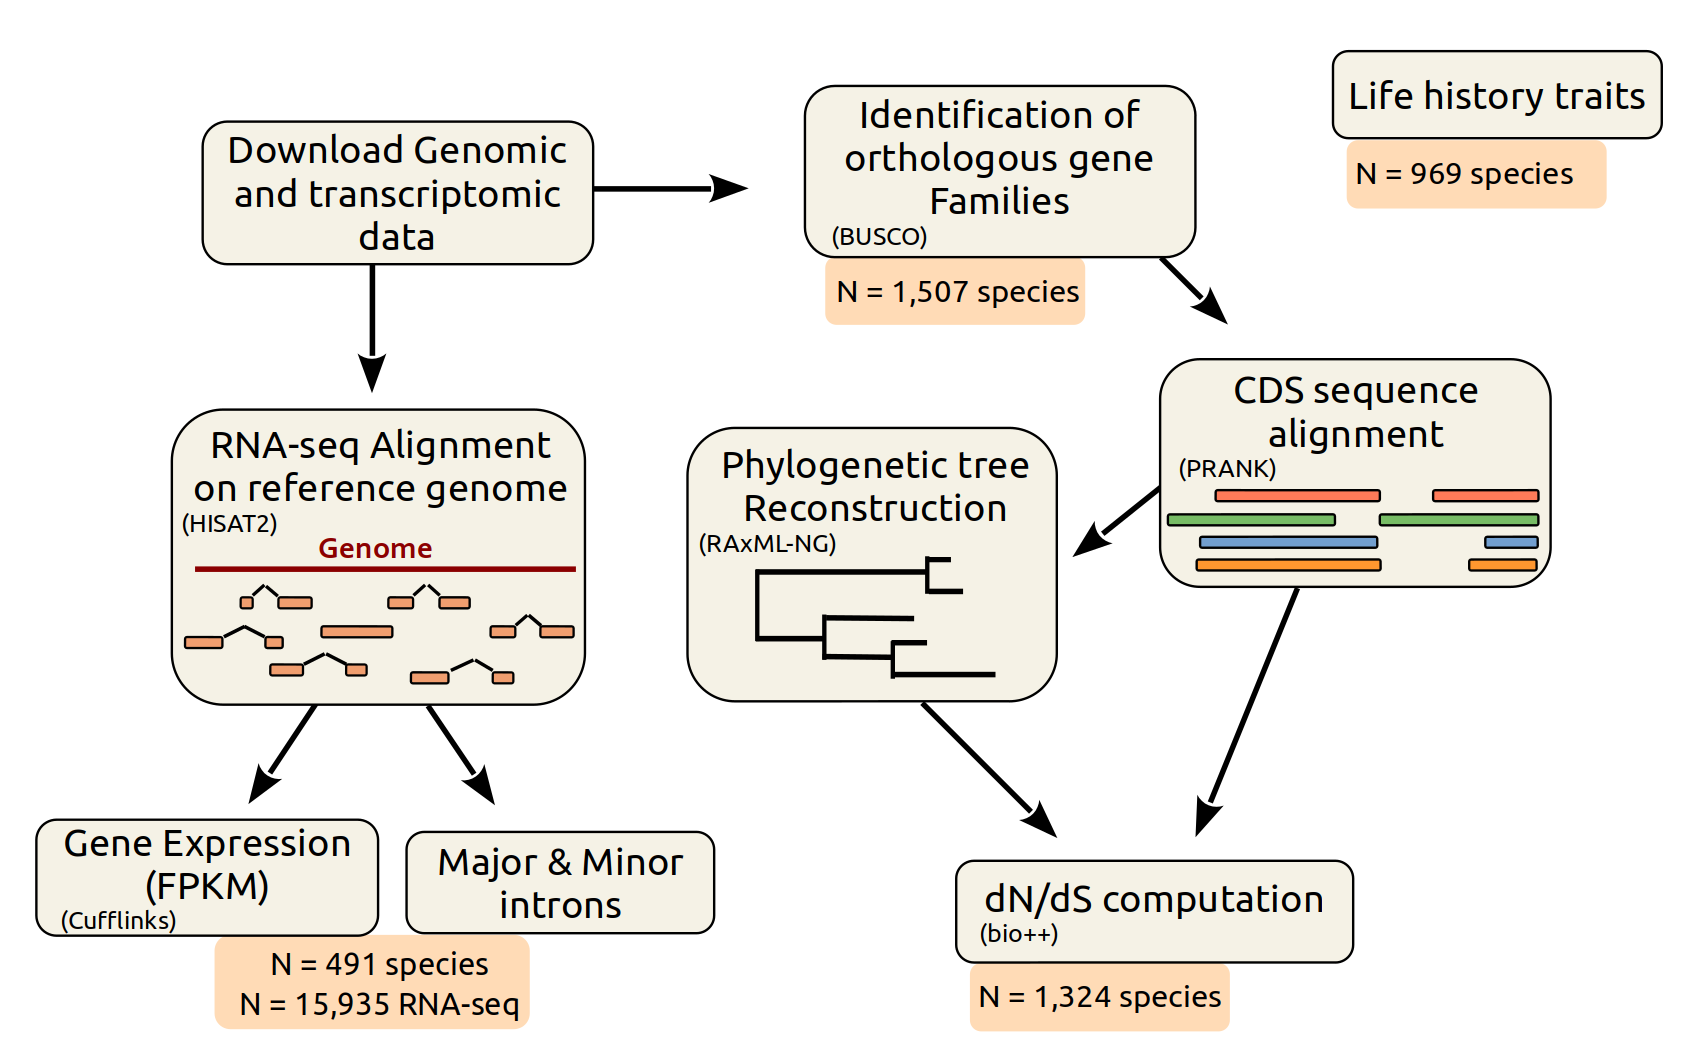 Download Genomic
and transcriptomic
data
Identification of
orthologous gene
Families
(BUSCO)
N = 1,507 species
Life history traits
N = 969 species
RNA-seq Alignment
on reference genome
(HISAT2)
Genome
Phylogenetic tree
Reconstruction
(RAxML-NG)
CDS sequence
alignment
(PRANK)
Gene Expression
(FPKM)
(Cufflinks)
Major & Minor
introns
N = 491 species
N = 15,935 RNA-seq
dN/dS computation
(bio++)
N = 1,324 species